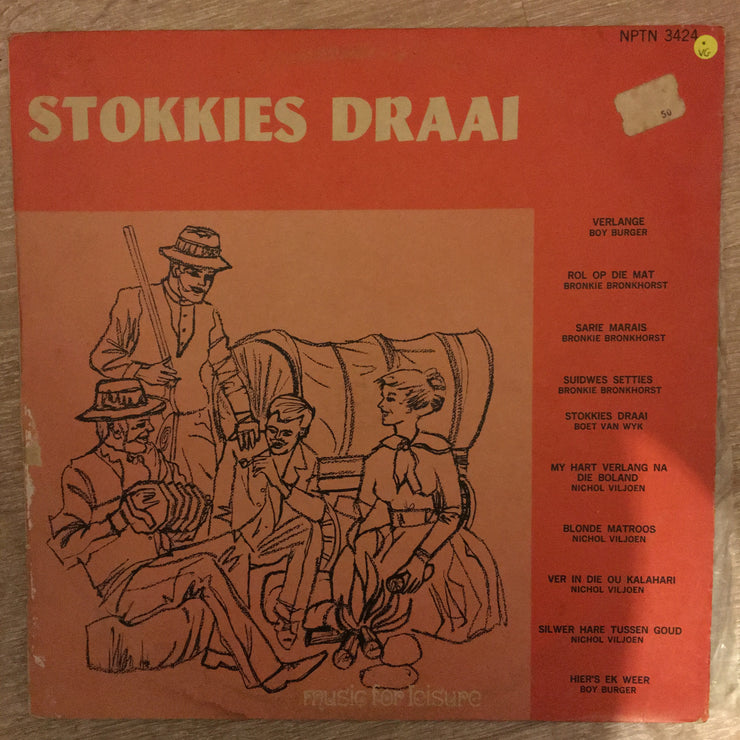 NPTN 3424
VG
50
STOKKIES DRAAI
VERLANGE
BOY BURGER
ROL OP DIE MAT
BRONKIE BRONKHORST
SARIE MARAIS
BRONKIE BRONKHORST
SUIDWES SETTIES
BRONKIE BRONKHORST
STOKKIES DRAAI
BOET VAN WYK
MY HART VERLANG NA
DIE BOLAND
NICHOL VILJOEN
BLONDE MATROOS
NICHOL VILJOEN
VER IN DIE OU KALAHARI
NICHOL VILJOEN
SILWER HARE TUSSEN GOUD
NICHOL VILJOEN
HIER'S EK WEER
BOY BURGER
music for leisure